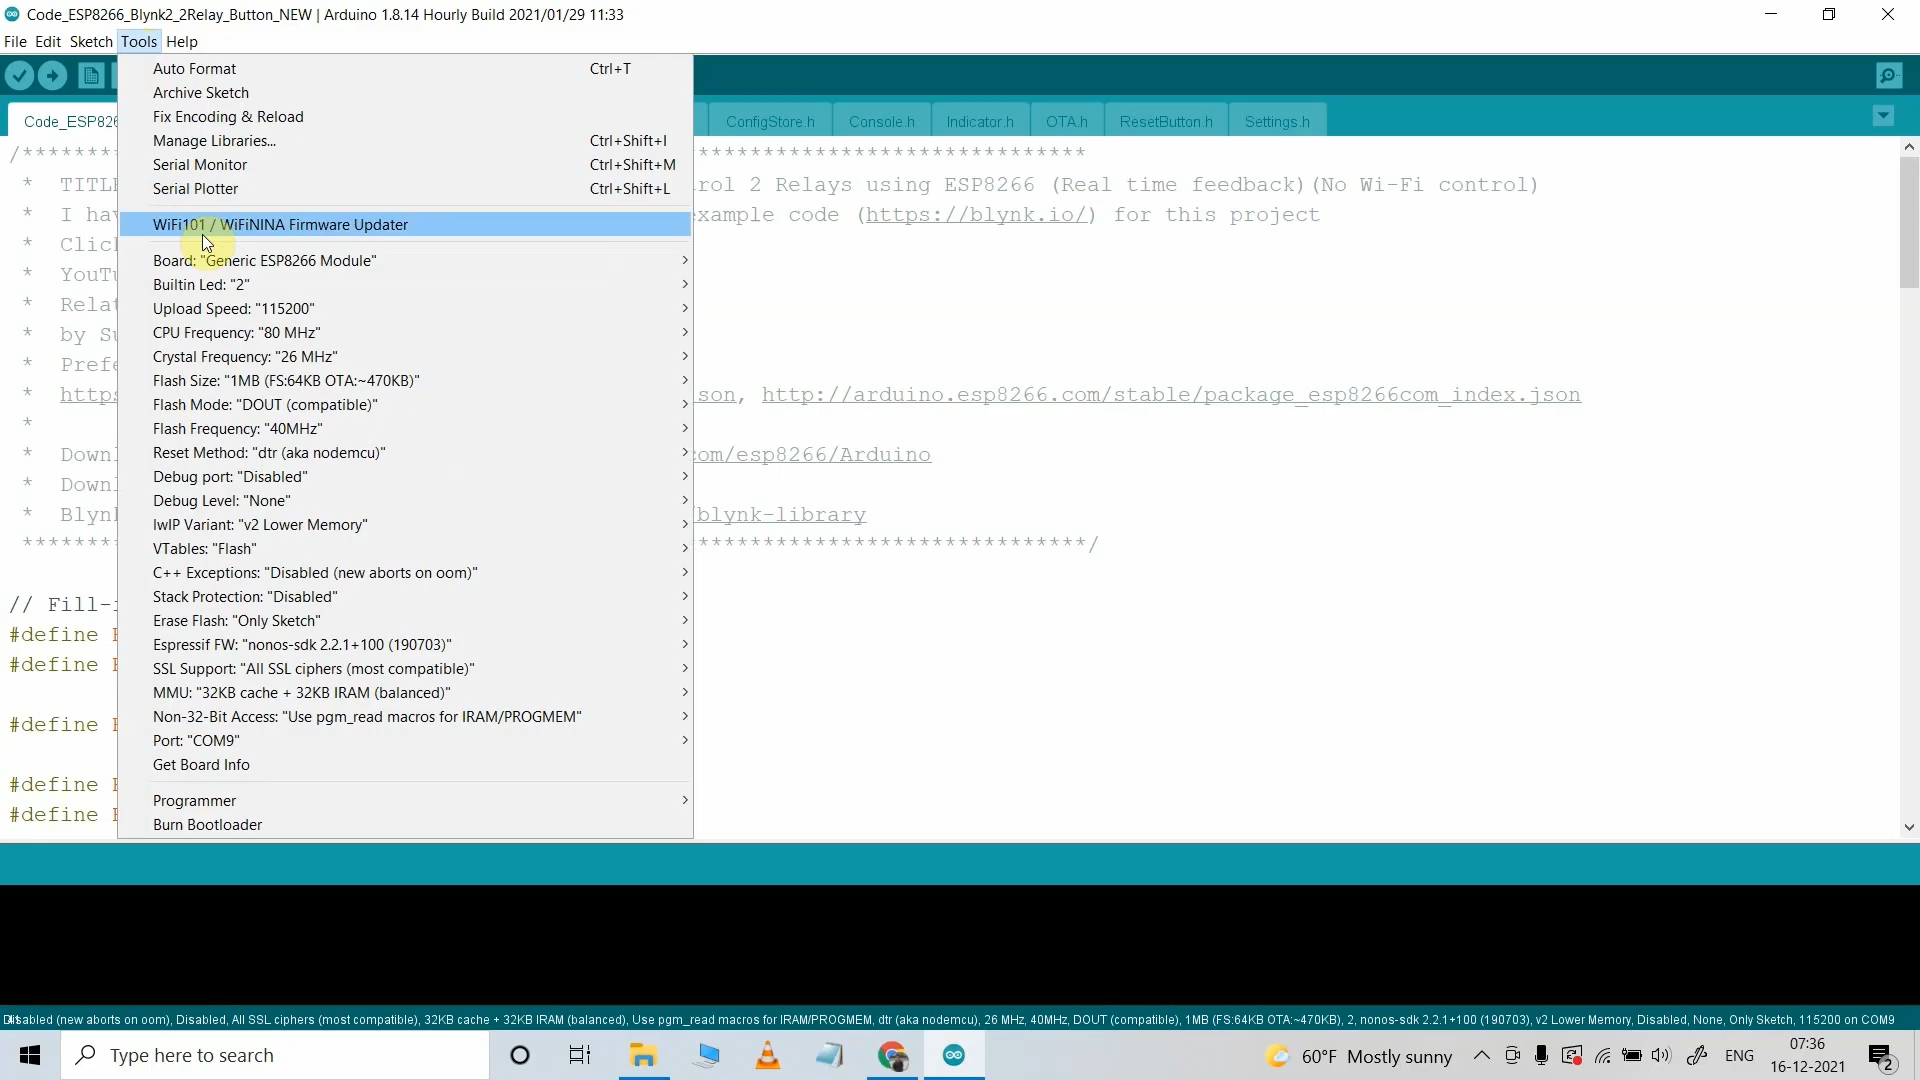 Code_ESP8266_Blynk2_2Relay_Button_NEW | Arduino 1.8.14 Hourly Build 2021/01/29 11:33
File Edit Sketch Tools Help
Auto Format Ctrl+T
Archive Sketch
Fix Encoding & Reload
Manage Libraries... Ctrl+Shift+I
Serial Monitor Ctrl+Shift+M
Serial Plotter Ctrl+Shift+L
WiFi101 / WiFiNINA Firmware Updater
Board: "Generic ESP8266 Module"
Builtin Led: "2"
Upload Speed: "115200"
CPU Frequency: "80 MHz"
Crystal Frequency: "26 MHz"
Flash Size: "1MB (FS:64KB OTA:~470KB)"
Flash Mode: "DOUT (compatible)"
Flash Frequency: "40MHz"
Reset Method: "dtr (aka nodemcu)"
Debug port: "Disabled"
Debug Level: "None"
lwIP Variant: "v2 Lower Memory"
VTables: "Flash"
C++ Exceptions: "Disabled (new aborts on oom)"
Stack Protection: "Disabled"
Erase Flash: "Only Sketch"
Espressif FW: "nonos-sdk 2.2.1+100 (190703)"
SSL Support: "All SSL ciphers (most compatible)"
MMU: "32KB cache + 32KB IRAM (balanced)"
Non-32-Bit Access: "Use pgm_read macros for IRAM/PROGMEM"
Port: "COM9"
Get Board Info
Programmer
Burn Bootloader
Code_ESP826 ConfigStore.h Console.h Indicator.h OTA.h ResetButton.h Settings.h
/******* ******************************
* TITL rol 2 Relays using ESP8266 (Real time feedback)(No Wi-Fi control)
* I ha xample code (https://blynk.io/) for this project
* Clic
* YouTu
* Relat
* by Su
* Prefe
* https son, http://arduino.esp8266.com/stable/package_esp8266com_index.json
*
* Downl com/esp8266/Arduino
* Downl
* Blynk /blynk-library
******* ******************************/
// Fill-
#define
#define
#define
#define
#define
abled (new aborts on oom), Disabled, All SSL ciphers (most compatible), 32KB cache + 32KB IRAM (balanced), Use pgm_read macros for IRAM/PROGMEM, dtr (aka nodemcu), 26 MHz, 40MHz, DOUT (compatible), 1MB (FS:64KB OTA:~470KB), 2, nonos-sdk 2.2.1+100 (190703), v2 Lower Memory, Disabled, None, Only Sketch, 115200 on COM9
Type here to search
60°F Mostly sunny
ENG
07:36
16-12-2021
2